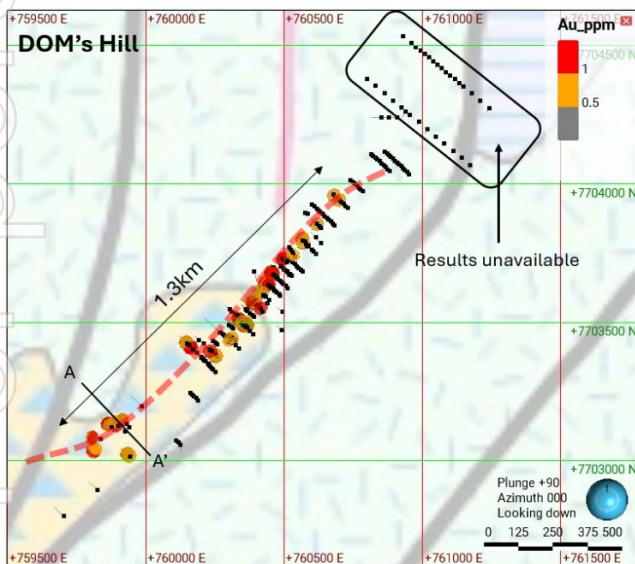 +759500 E
+760000 E
+760500 E
+761000 E
+761500 E
DOM's Hill
Au_ppm
1
0.5
+7704500 N
+7704000 N
Results unavailable
1.3km
+7703500 N
A
A'
+7703000 N
Plunge +90
Azimuth 000
Looking down
0 125 250 375 500
+759500 E
+760000 E
+760500 E
+761000 E
+761500 E